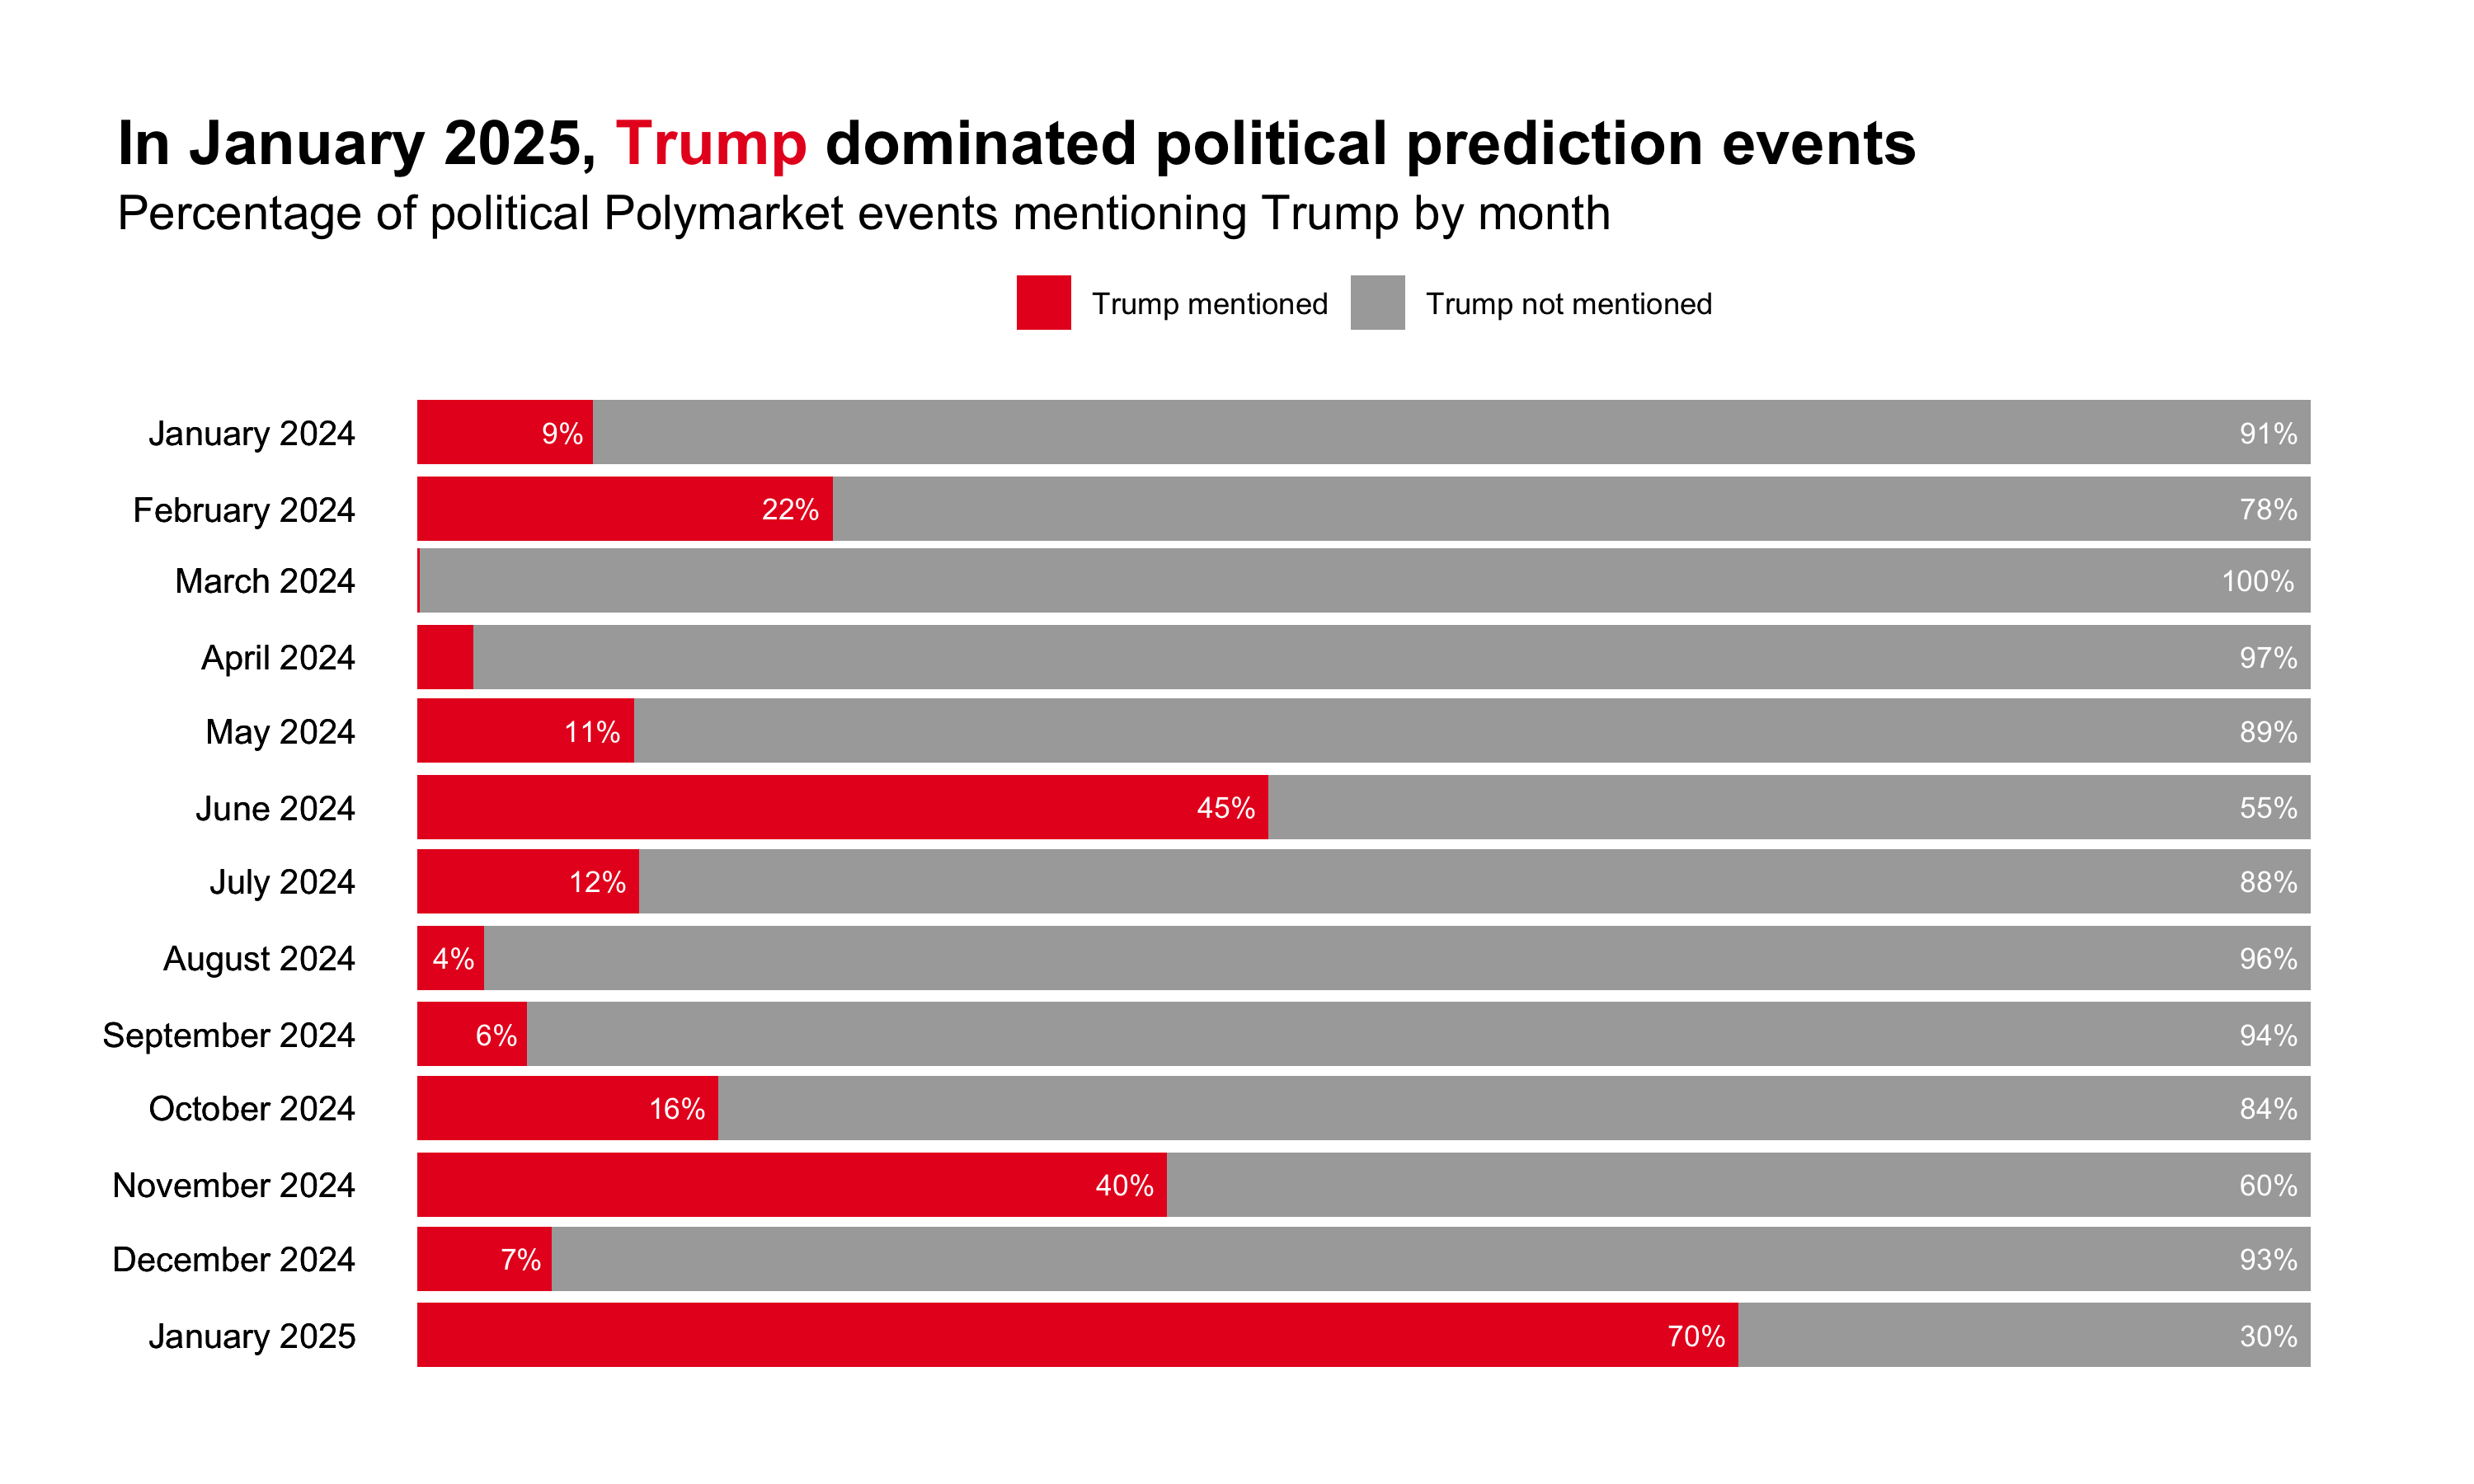 In January 2025, Trump dominated political prediction events
Percentage of political Polymarket events mentioning Trump by month
Trump mentioned Trump not mentioned
January 2024 9% 91%
February 2024 22% 78%
March 2024 100%
April 2024 97%
May 2024 11% 89%
June 2024 45% 55%
July 2024 12% 88%
August 2024 4% 96%
September 2024 6% 94%
October 2024 16% 84%
November 2024 40% 60%
December 2024 7% 93%
January 2025 70% 30%